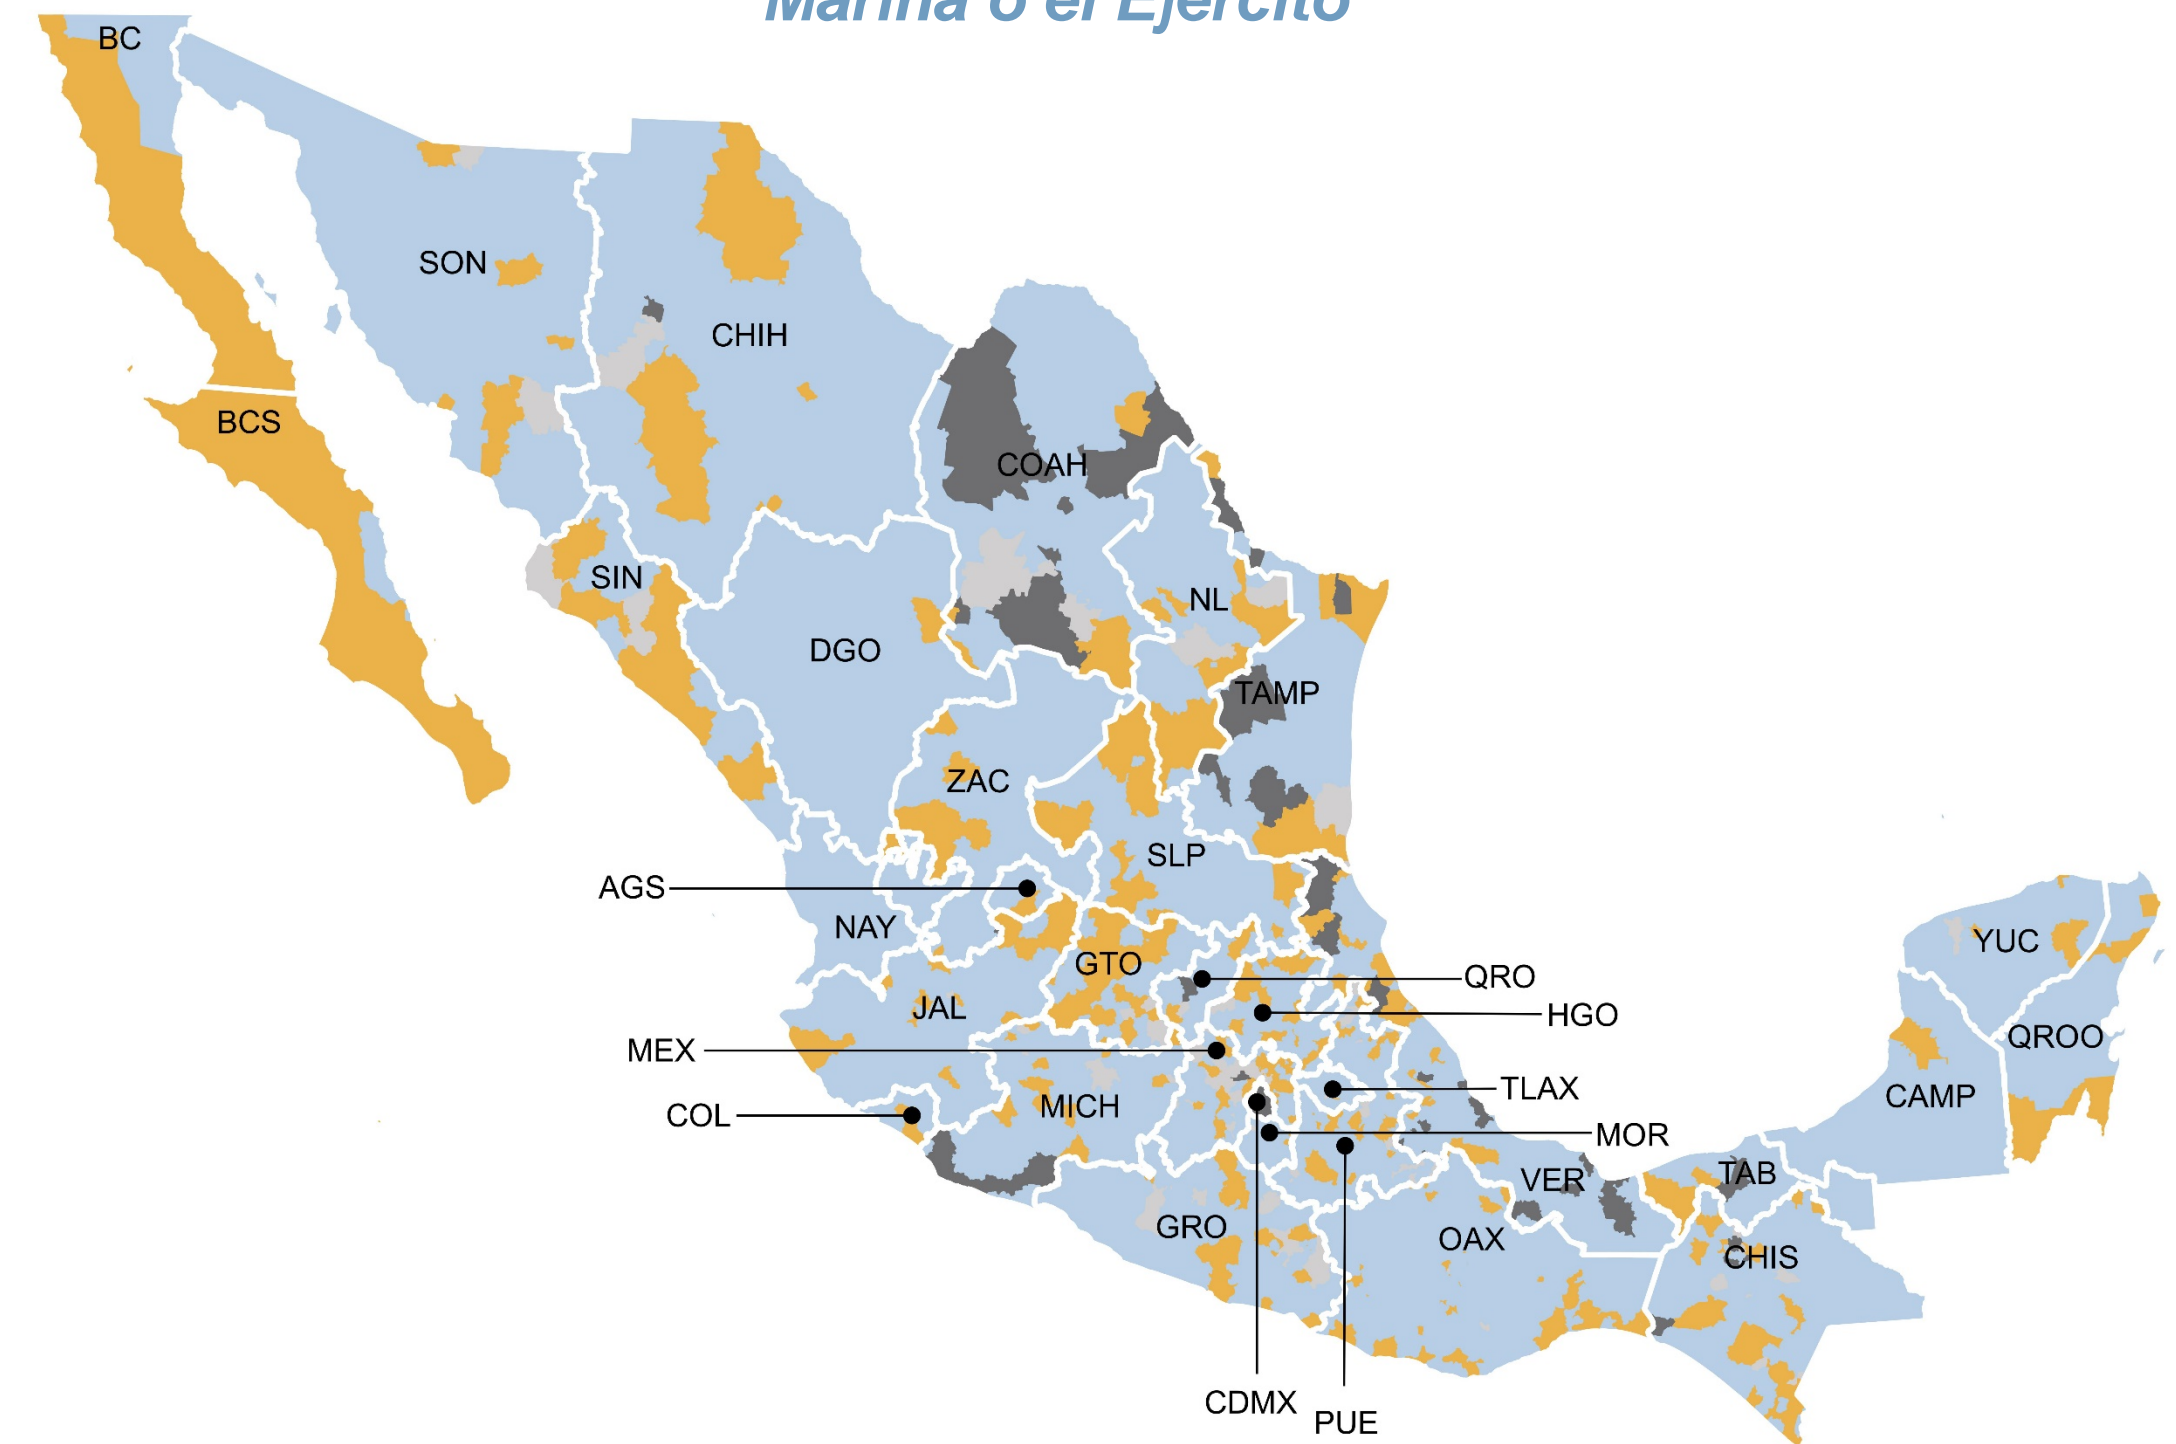 Marina o el Ejército
BC
SON
CHIH
BCS
COAH
SIN
NL
DGO
TAMP
ZAC
SLP
AGS
NAY
YUC
GTO
QRO
JAL
HGO
QROO
MEX
TLAX
CAMP
MICH
COL
MOR
TAB
VER
GRO
OAX
CHIS
CDMX
PUE